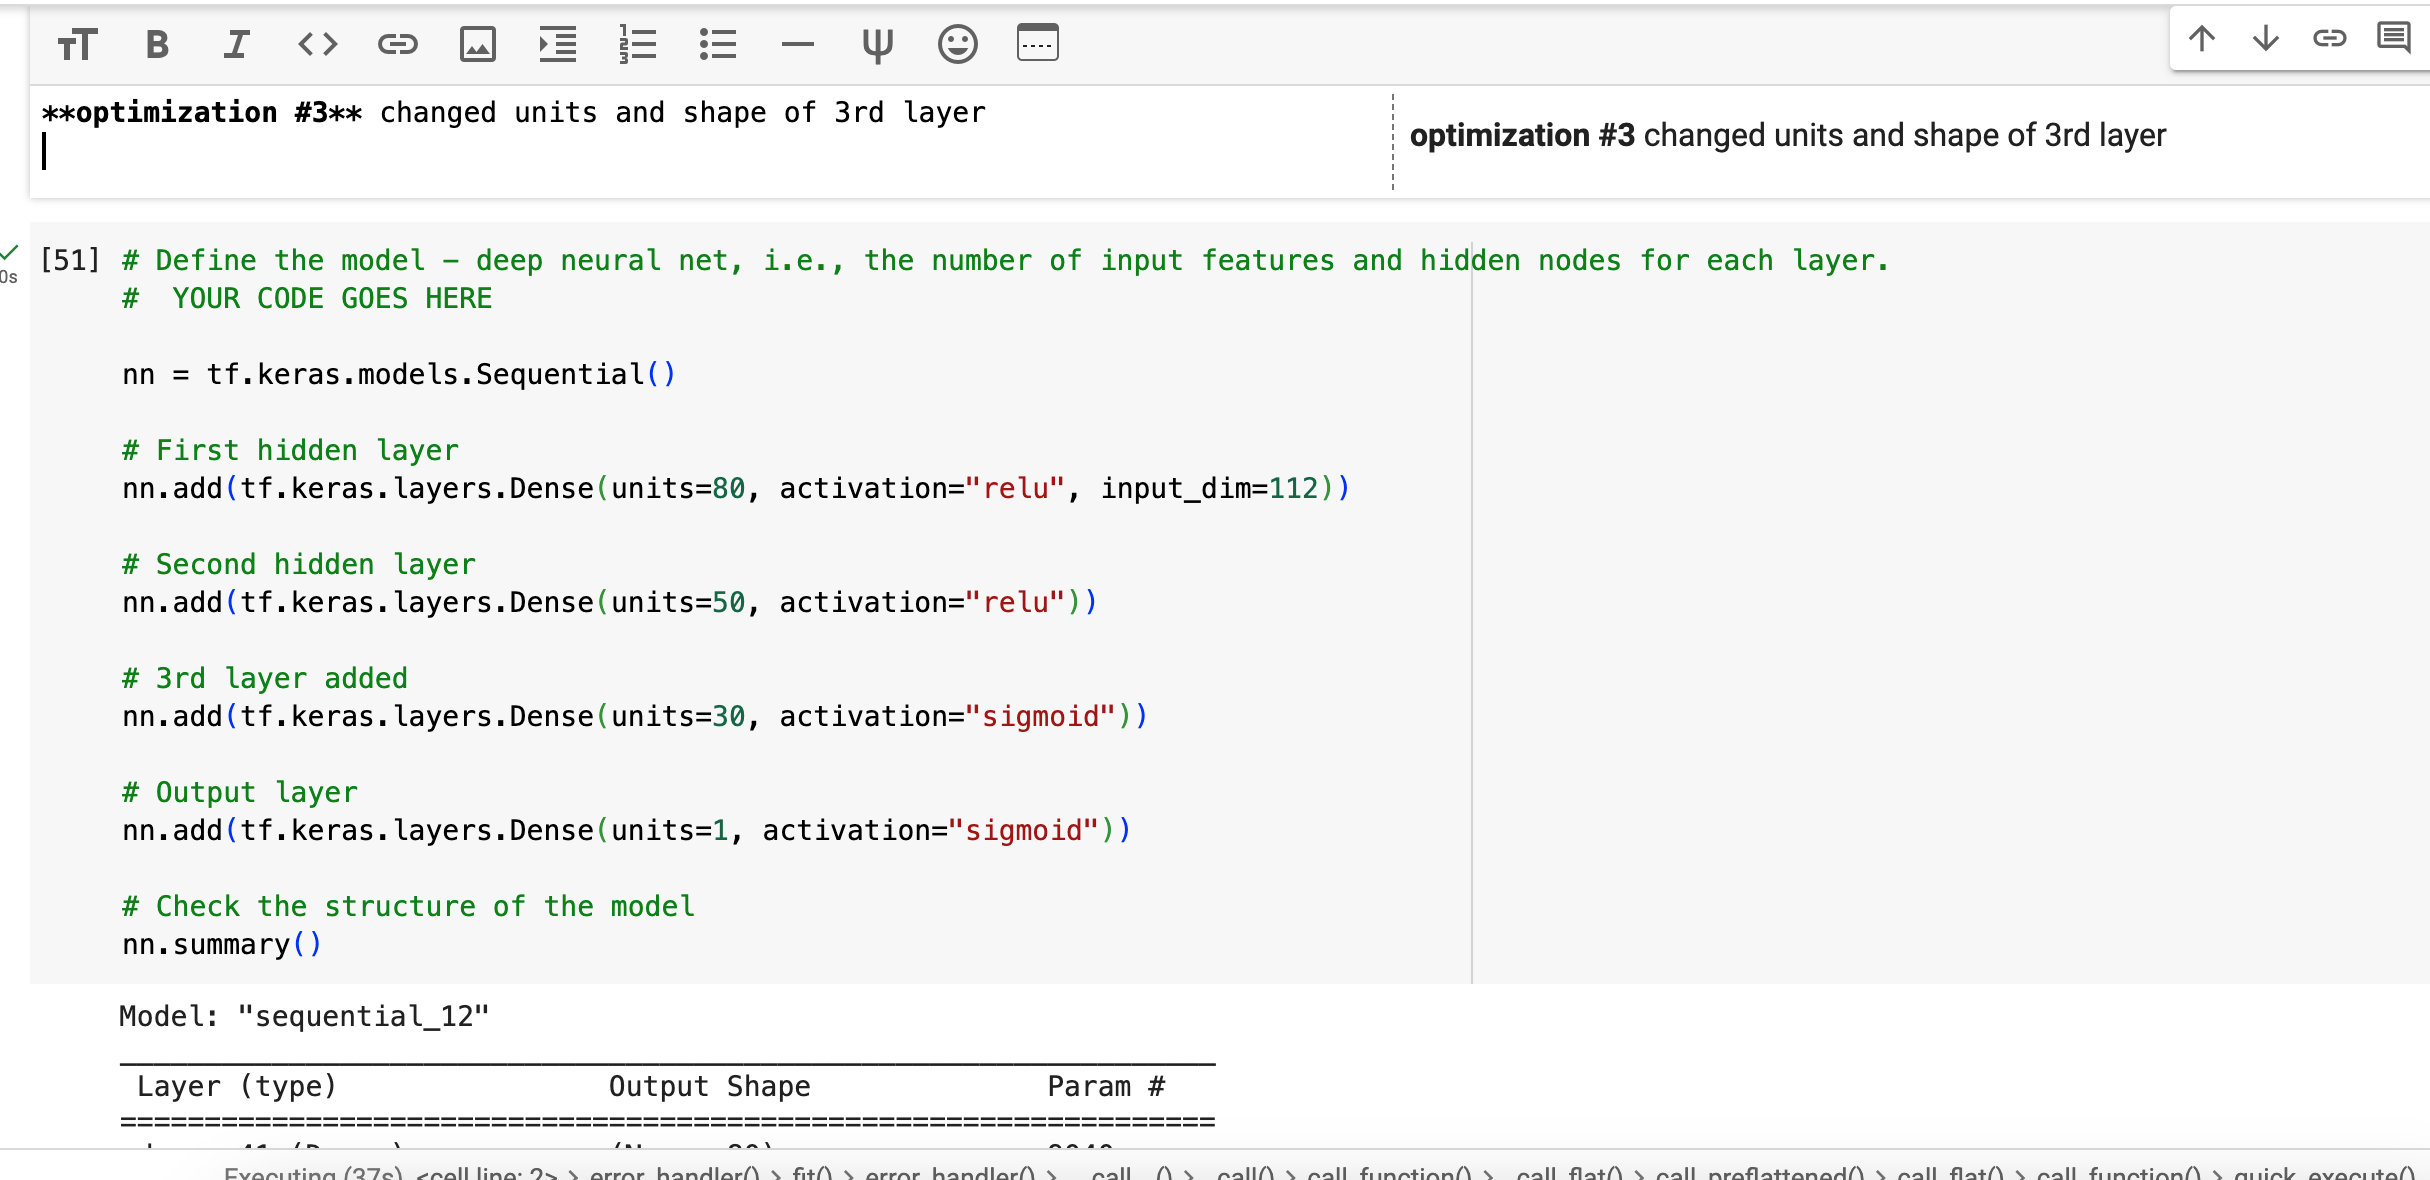 **optimization #3** changed units and shape of 3rd layer
optimization #3 changed units and shape of 3rd layer
0s
[51] # Define the model – deep neural net, i.e., the number of input features and hidden nodes for each layer.
#  YOUR CODE GOES HERE
nn = tf.keras.models.Sequential()
# First hidden layer
nn.add(tf.keras.layers.Dense(units=80, activation="relu", input_dim=112))
# Second hidden layer
nn.add(tf.keras.layers.Dense(units=50, activation="relu"))
# 3rd layer added
nn.add(tf.keras.layers.Dense(units=30, activation="sigmoid"))
# Output layer
nn.add(tf.keras.layers.Dense(units=1, activation="sigmoid"))
# Check the structure of the model
nn.summary()
Model: "sequential_12"
Layer (type) Output Shape Param #
=================================================================
Executing (37s) <cell line: 2> > error_handler() > fit() > error_handler() > __call__() > _call() > call_function() > _call_flat() > call_preflattened() > call_flat() > call_function() > quick_execute()